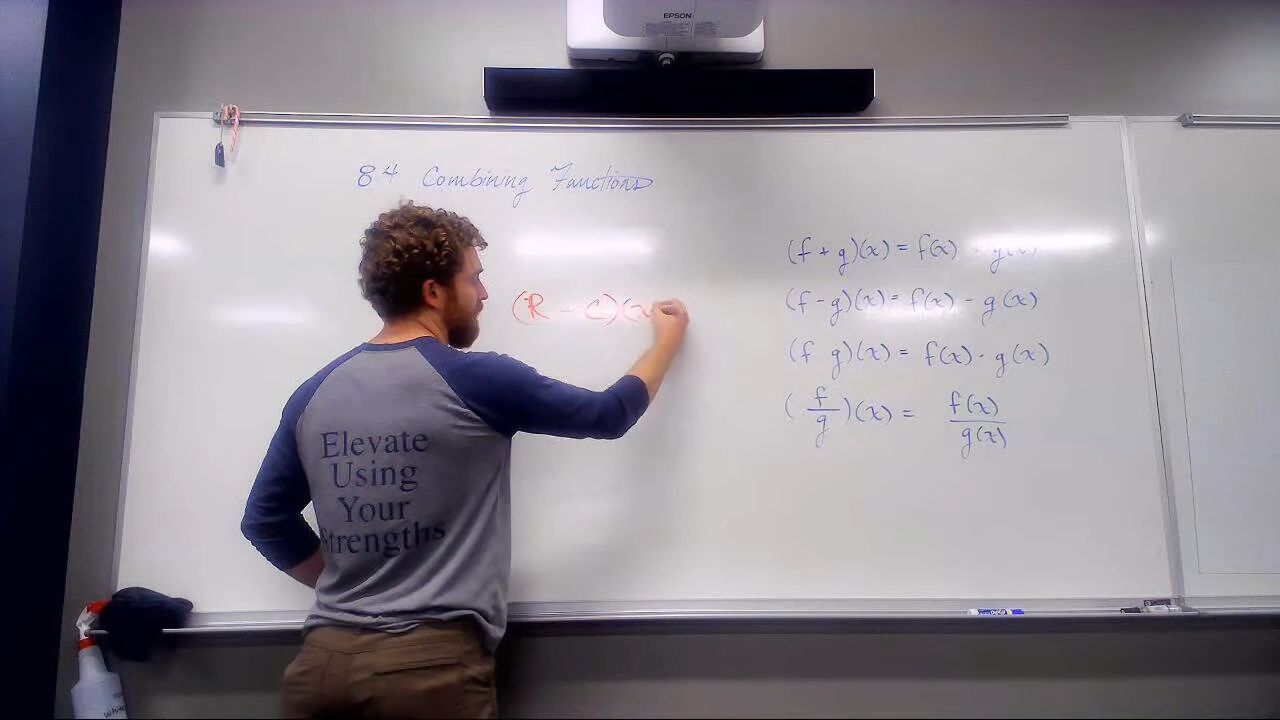 EPSON
8.4 Combining Functions
(R - C)(x
(f + g)(x) = f(x) + g(x)
(f - g)(x) = f(x) - g(x)
(f g)(x) = f(x) · g(x)
(f/g)(x) = f(x)/g(x)
Elevate
Using
Your
Strengths